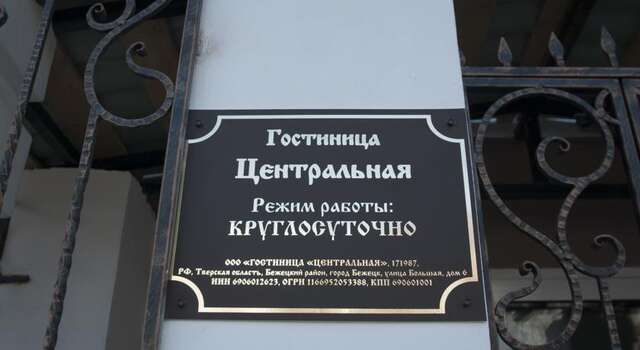 Гостиница
Центральная
Режим работы:
КРУГЛОСУТОЧНО
ООО «ГОСТИНИЦА «ЦЕНТРАЛЬНАЯ», 171987,
РФ, Тверская область, Бежецкий район, город Бежецк, улица Большая, дом 6
ИНН 6906012623, ОГРН 1166952053388, КПП 690601001